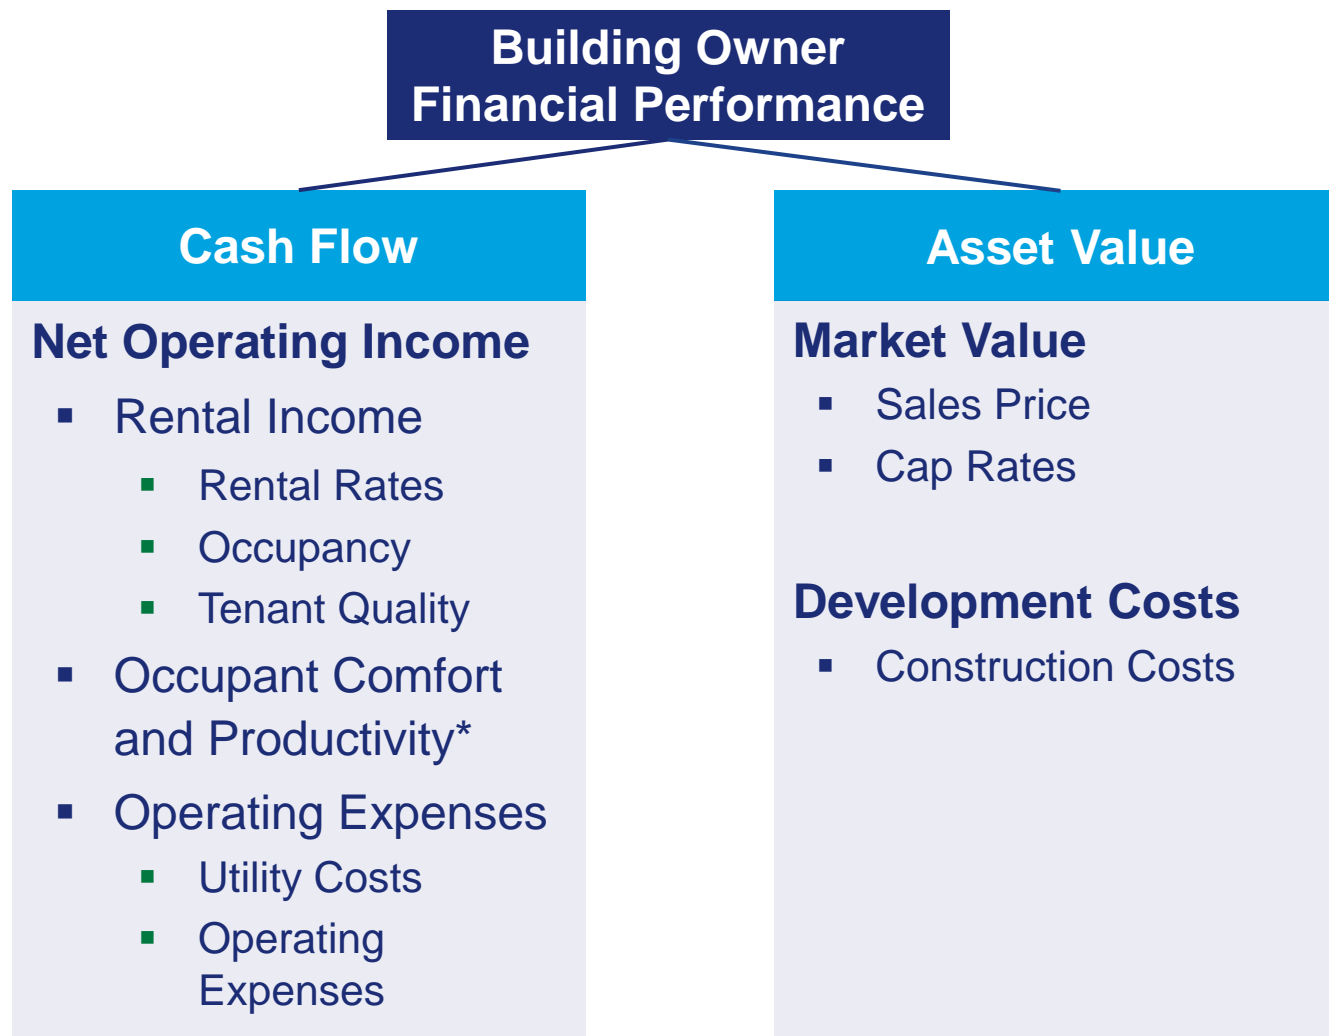 Building Owner
Financial Performance
Cash Flow
Net Operating Income
Rental Income
Rental Rates
Occupancy
Tenant Quality
Occupant Comfort
and Productivity*
Operating Expenses
Utility Costs
Operating
Expenses
Asset Value
Market Value
Sales Price
Cap Rates
Development Costs
Construction Costs